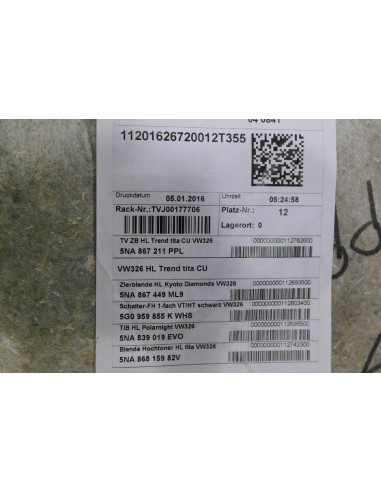 04 0841
11201626720012T355
Druckdatum 05.01.2016 Uhrzeit 05:24:58
Rack-Nr.:TVJ00177706 Platz-Nr.: 12
Lagerort: 0
TV ZB HL Trend tita CU VW326 000000000112762600
5NA 867 211 PPL
VW326 HL Trend tita CU
Zierblende HL Kyoto Diamonds VW326 000000000112693500
5NA 867 449 ML9
Schalter-FH 1-fach VT/HT schwarz VW326 000000000112803400
5G0 959 855 K WHS
TIB HL Polarnight VW326 000000000112695500
5NA 839 019 EVO
Blende Hochtoner HL tita VW326 000000000112742300
5NA 868 159 82V